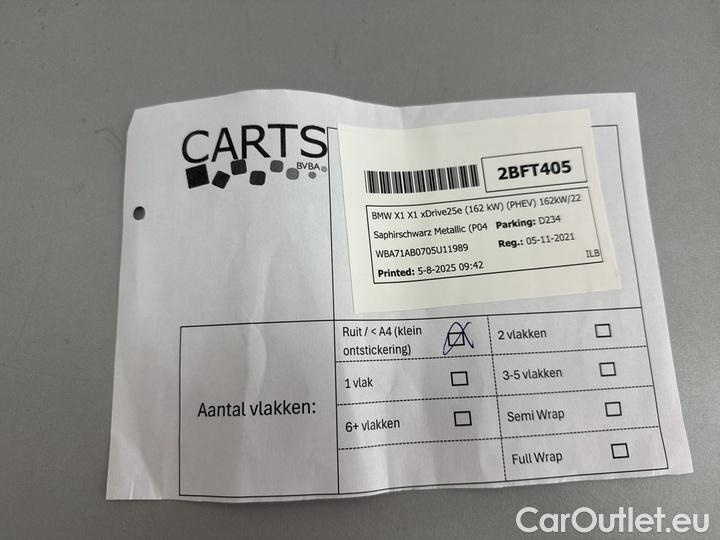 CARTS
BVBA
2BFT405
BMW X1 X1 xDrive25e (162 kW) (PHEV) 162kW/22
Saphirschwarz Metallic (P04 Parking: D234
WBA71AB0705U11989 Reg.: 05-11-2021
Printed: 5-8-2025 09:42 ILB
Aantal vlakken:
Ruit / < A4 (klein
ontstickering)
2 vlakken
1 vlak
3-5 vlakken
6+ vlakken
Semi Wrap
Full Wrap
CarOutlet.eu